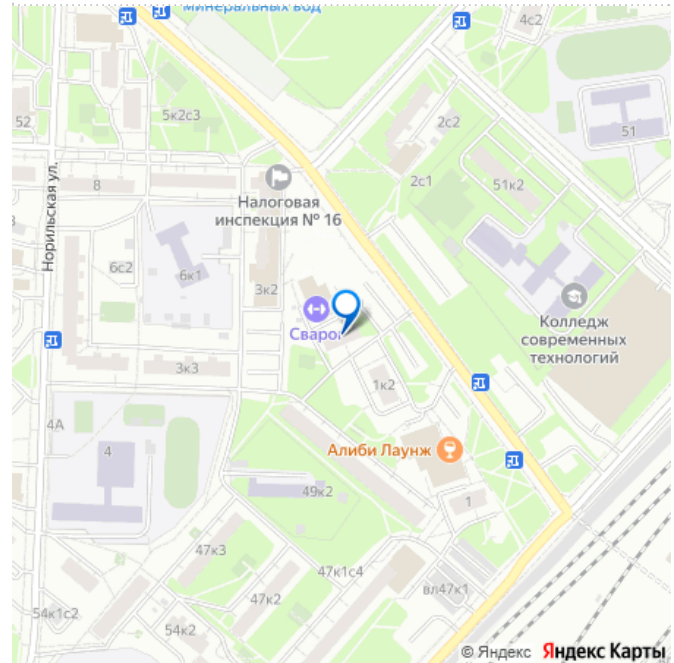 минеральных вод
4с2
5к2с3
52
2с2
51
8
Налоговая
инспекция № 16
2с1
51к2
Норильская ул.
6с2
6к1
3к2
Сварог
Колледж
современных
технологий
3к3
1к2
4А
4
Алиби Лаунж
49к2
1
47к3
47к1с4
вл47к1
47к2
54к1с2
54к2
© Яндекс Яндекс Карты